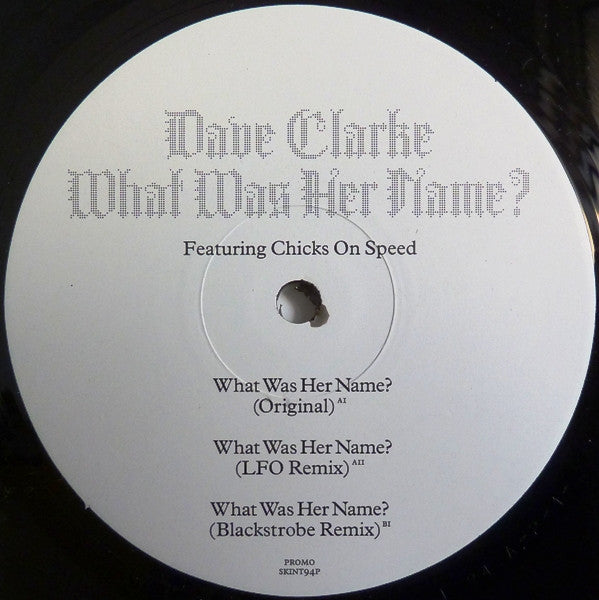 Dave Clarke
What Was Her Name?
Featuring Chicks On Speed
What Was Her Name?
(Original) AI
What Was Her Name?
(LFO Remix) AII
What Was Her Name?
(Blackstrobe Remix) BI
PROMO
SKINT94P